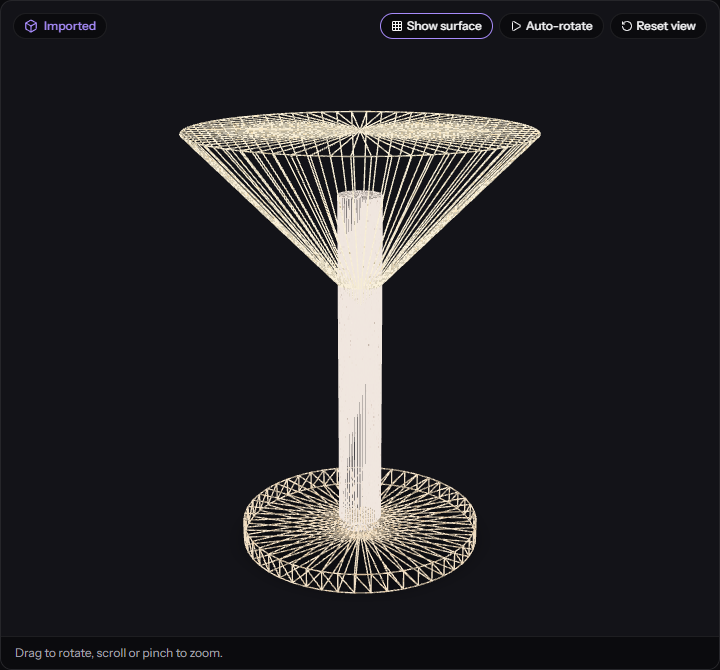 Imported
Show surface
Auto-rotate
Reset view
Drag to rotate, scroll or pinch to zoom.